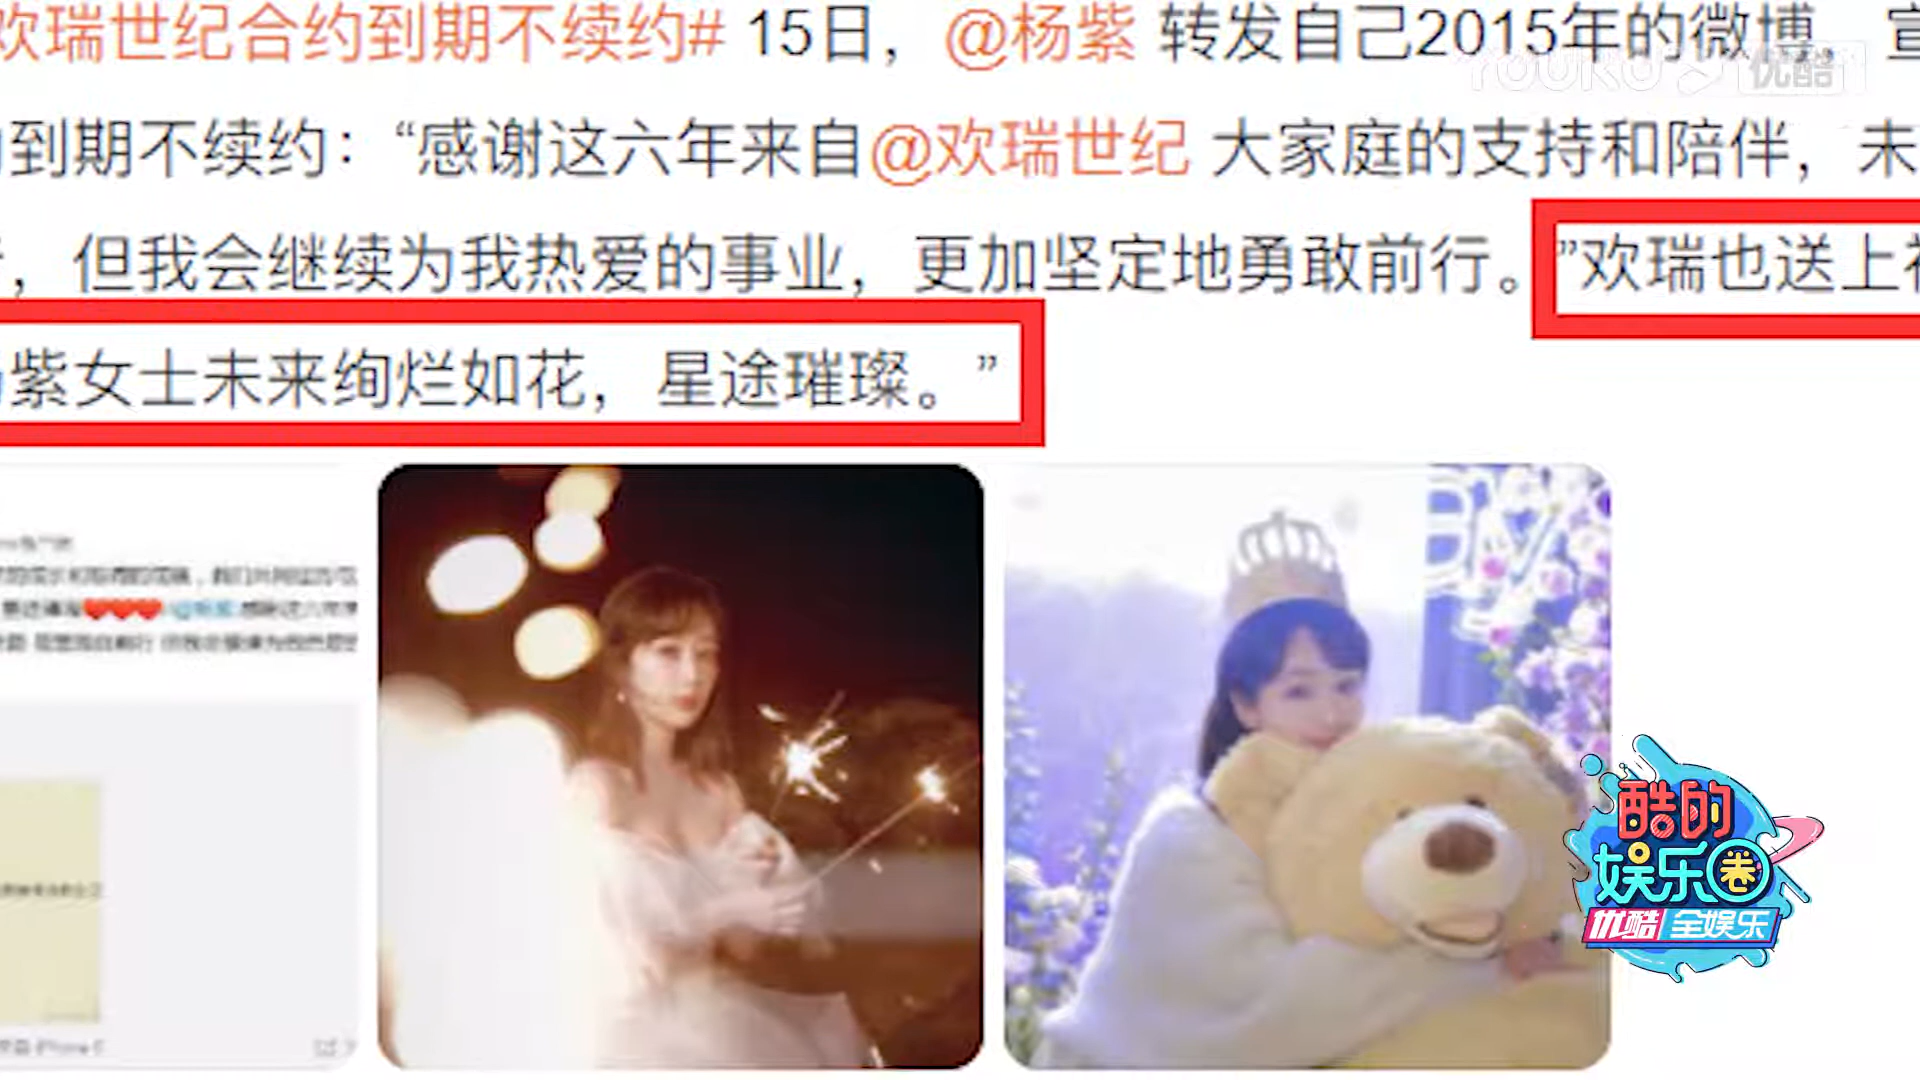 欢瑞世纪合约到期不续约# 15日，@杨紫 转发自己2015年的微博，宣
YOUKU 优酷
到期不续约：“感谢这六年来自@欢瑞世纪 大家庭的支持和陪伴，未
，但我会继续为我热爱的事业，更加坚定地勇敢前行。”欢瑞也送上祝
紫女士未来绚烂如花，星途璀璨。”
酷的
娱乐圈
优酷 全娱乐